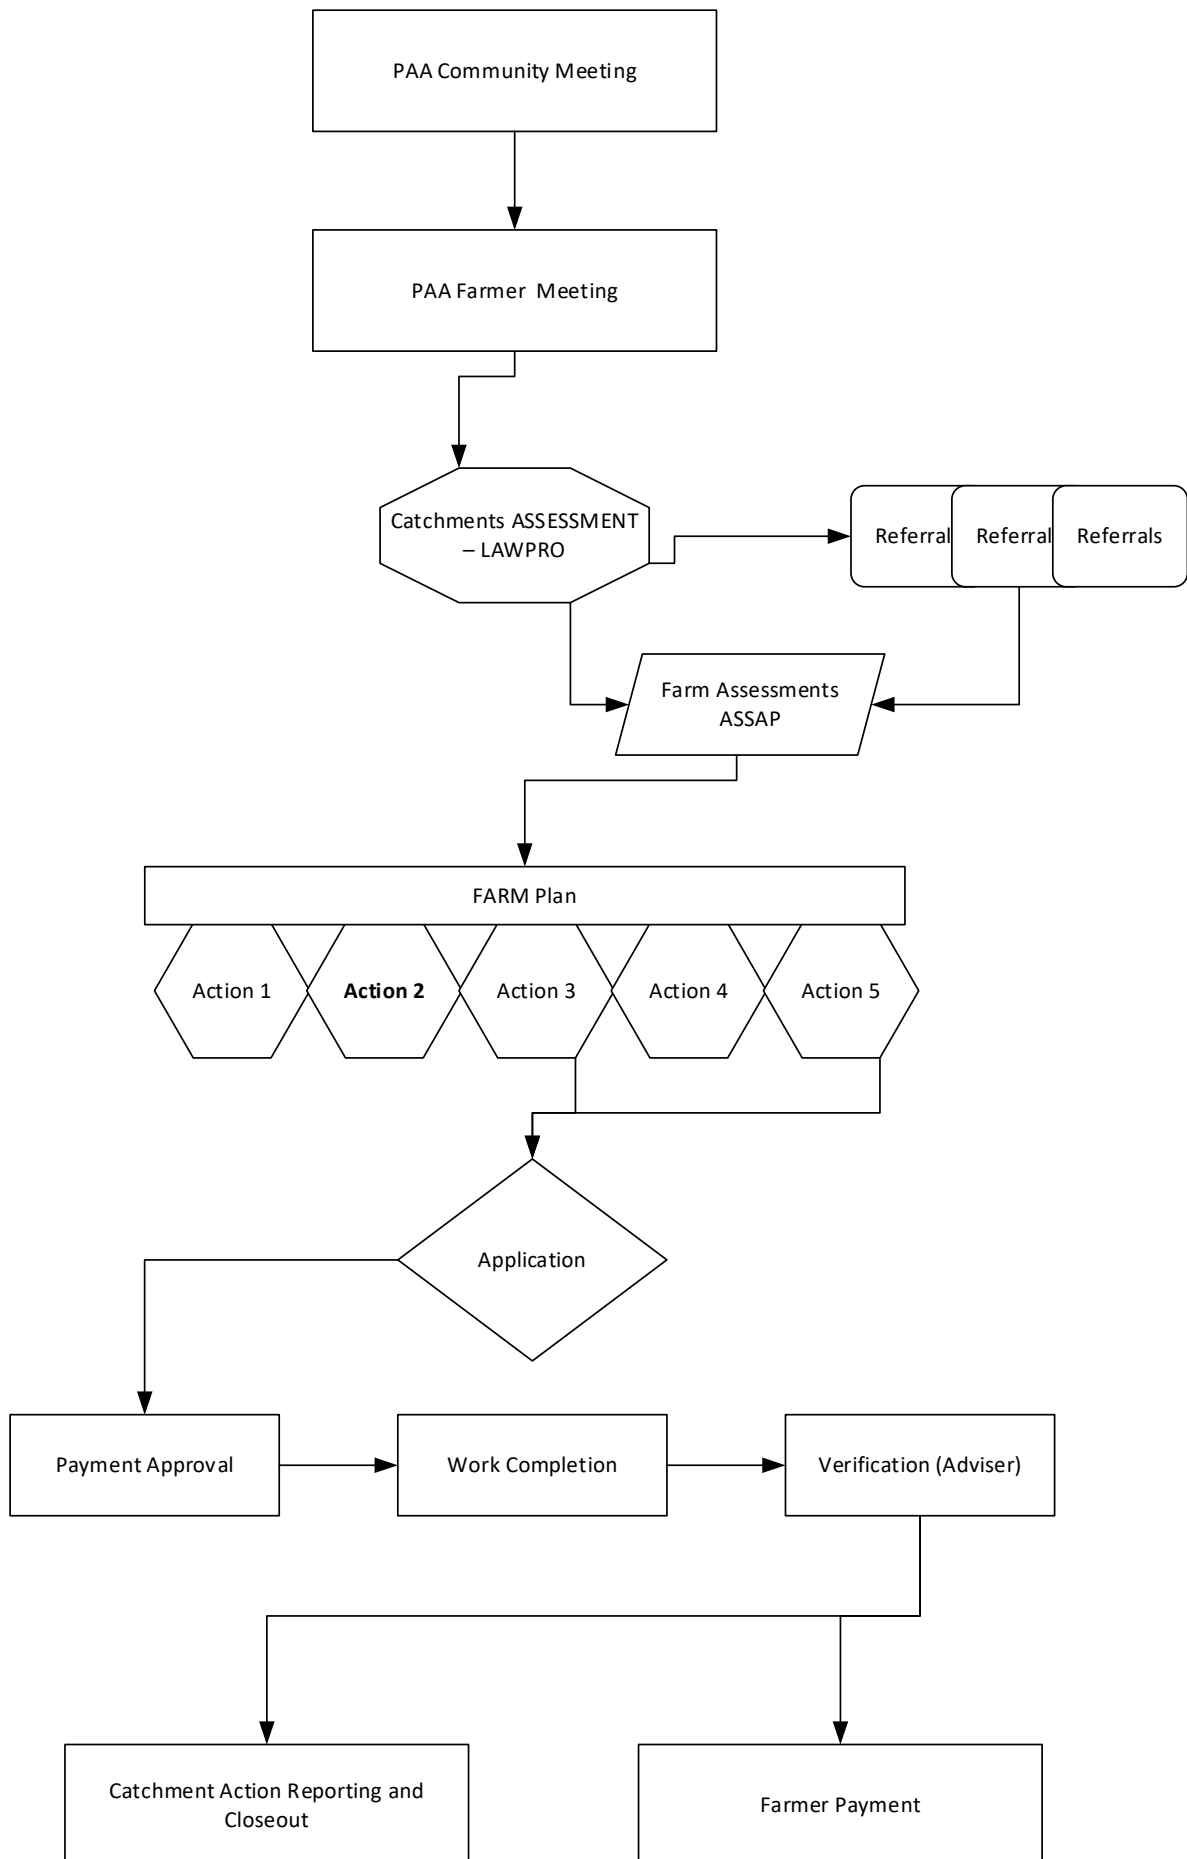 PAA Community Meeting
PAA Farmer  Meeting
Catchments ASSESSMENT
– LAWPRO
Referral
Referral
Referrals
Farm Assessments
ASSAP
FARM Plan
Action 1
Action 2
Action 3
Action 4
Action 5
Application
Payment Approval
Work Completion
Verification (Adviser)
Catchment Action Reporting and
Closeout
Farmer Payment